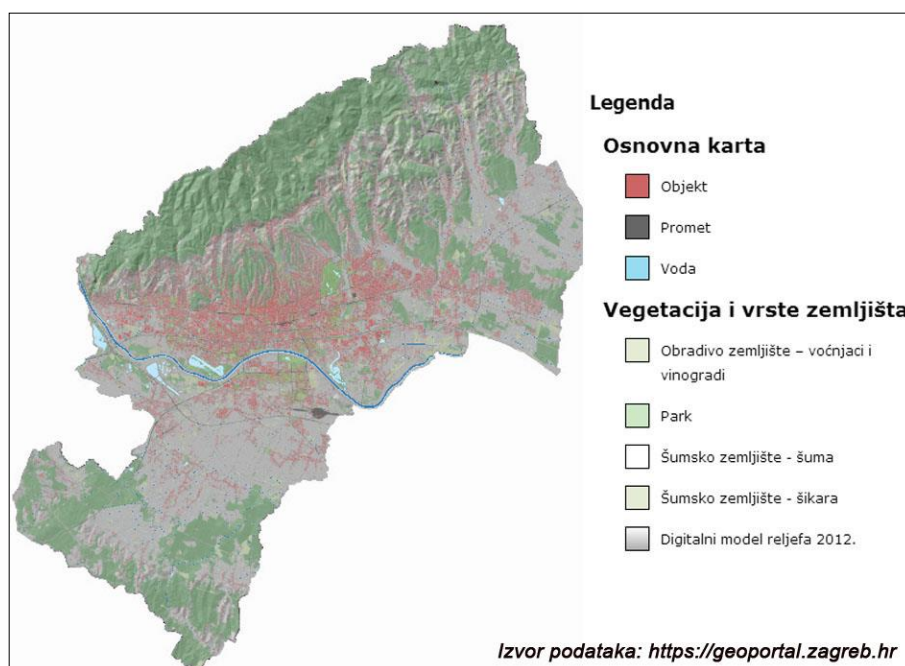 Legenda
Osnovna karta
Objekt
Promet
Voda
Vegetacija i vrste zemljišta
Obradivo zemljište – voćnjaci i
vinogradi
Park
Šumsko zemljište - šuma
Šumsko zemljište - šikara
Digitalni model reljefa 2012.
Izvor podataka: https://geoportal.zagreb.hr